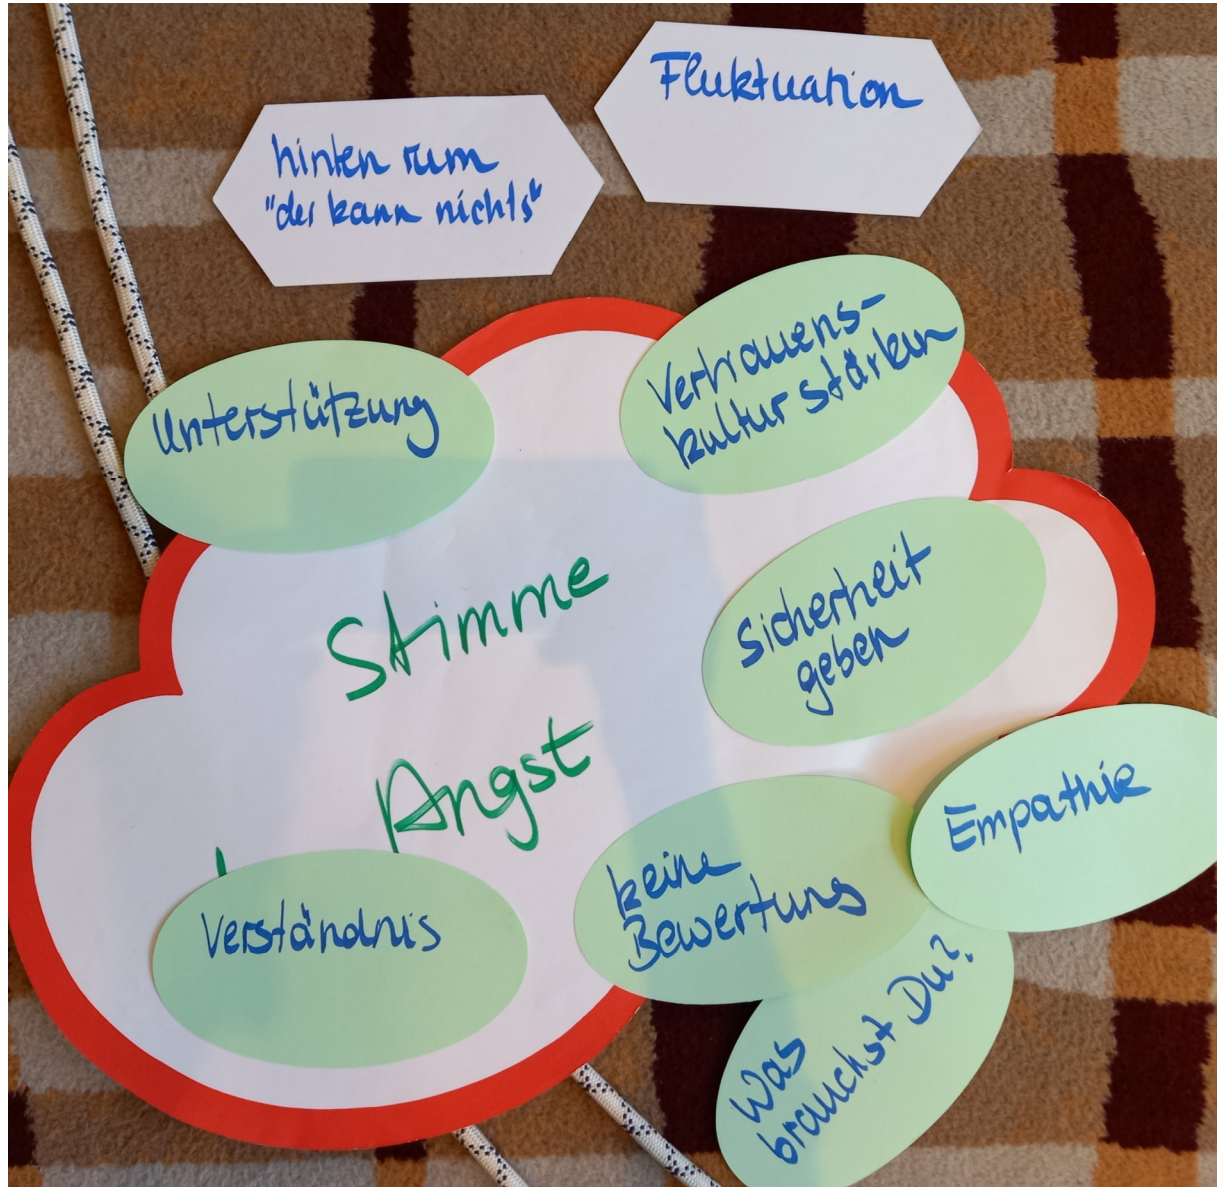 Fluktuation
hinten rum
"der kann nichts"
Vertrauens-
kultur stärken
Unterstützung
Stimme
Angst
Sicherheit
geben
Empathie
keine
Bewertung
Verständnis
Was
brauchst Du?